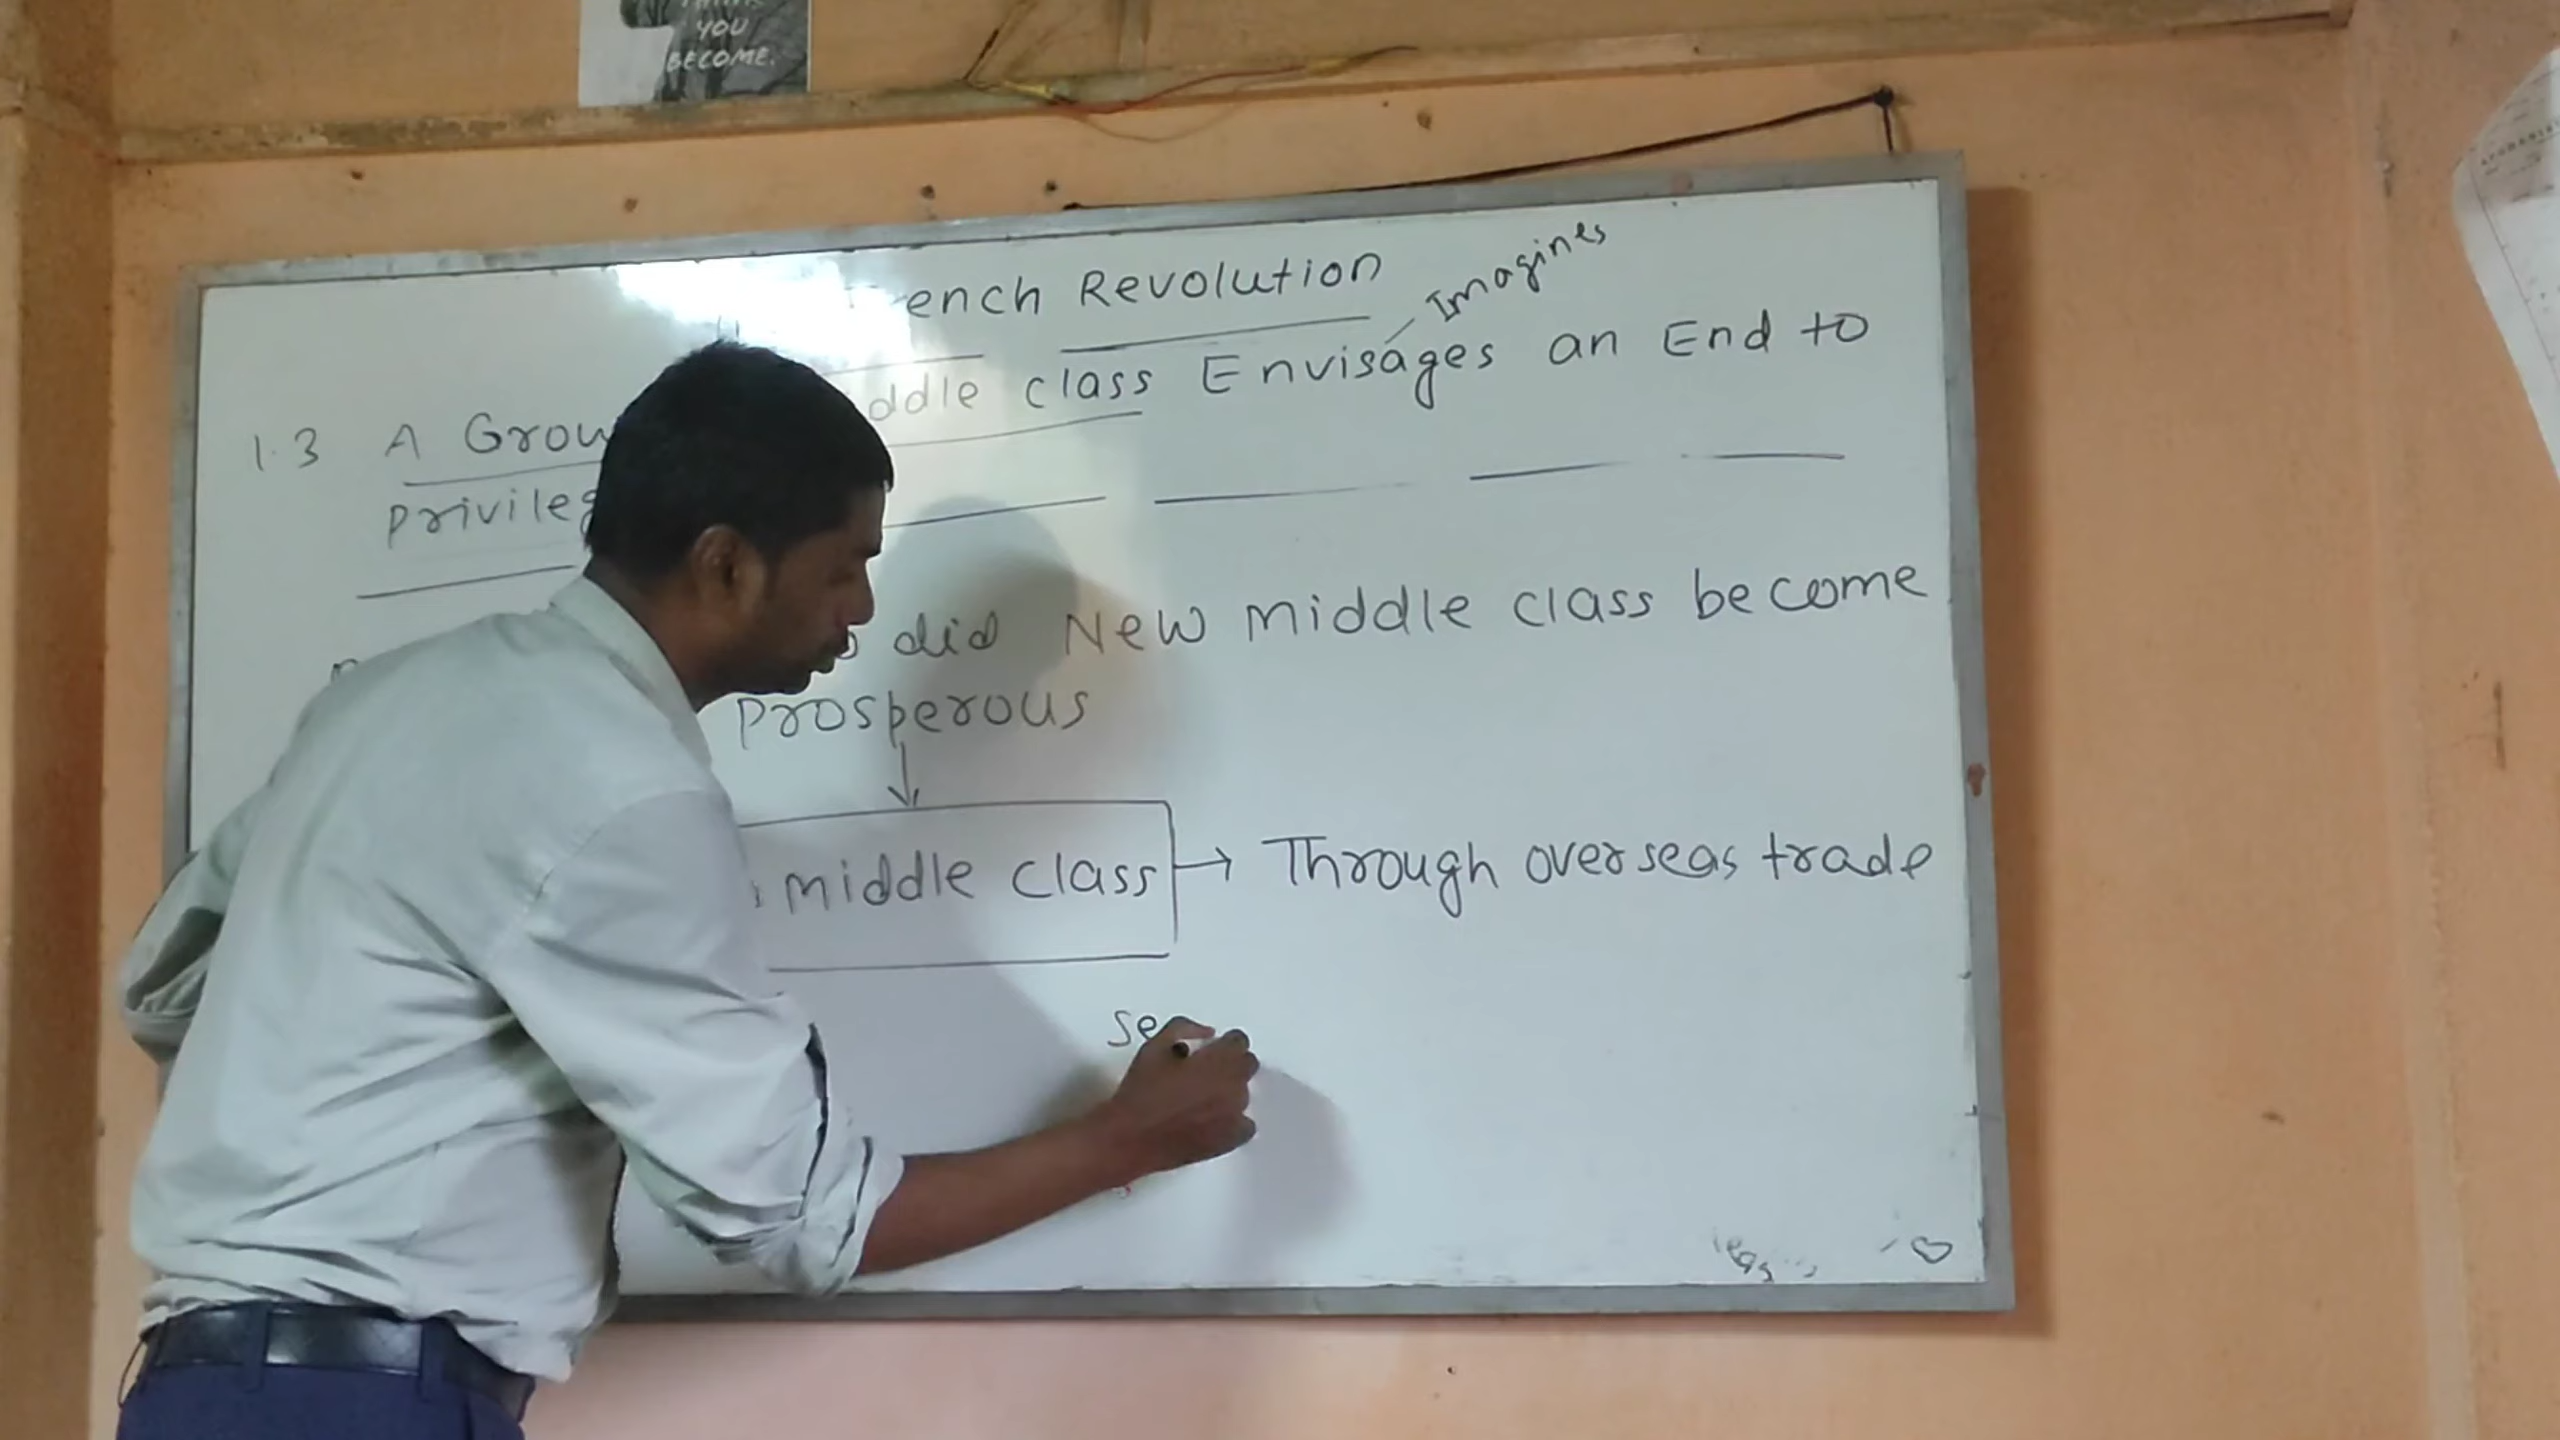 YOU
BECOME.
ench Revolution
Imagines
1.3 A Grow ddle class Envisages an End to
privileg
did New middle class become
prosperous
middle class → Through overseas trade
se